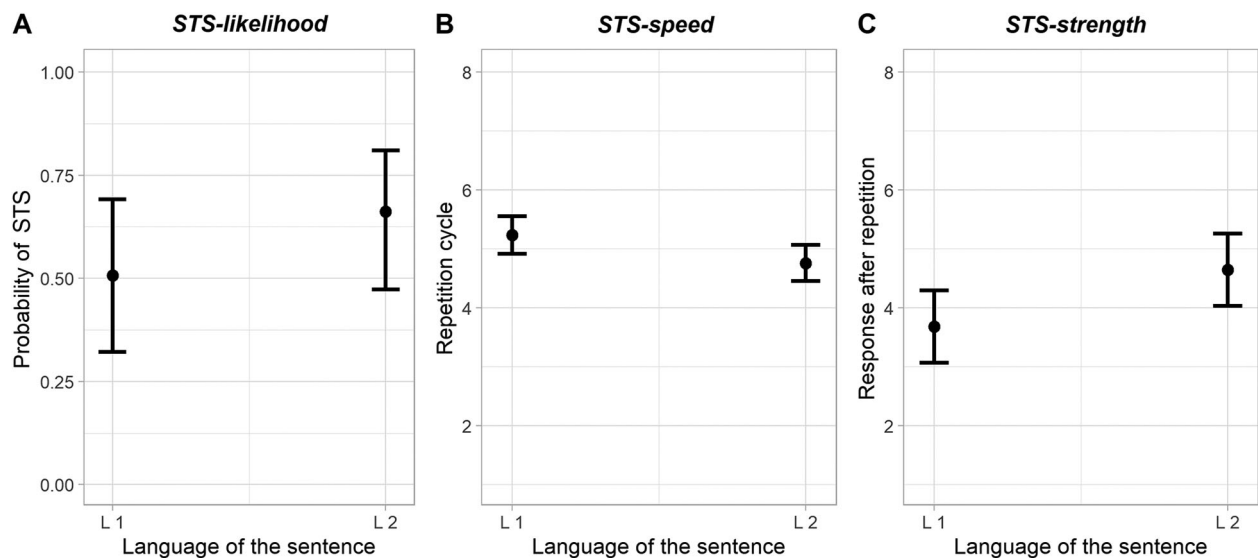 A
STS-likelihood
Probability of STS
1.00
0.75
0.50
0.25
0.00
L 1
L 2
Language of the sentence
B
STS-speed
Repetition cycle
8
6
4
2
L 1
L 2
Language of the sentence
C
STS-strength
Response after repetition
8
6
4
2
L 1
L 2
Language of the sentence